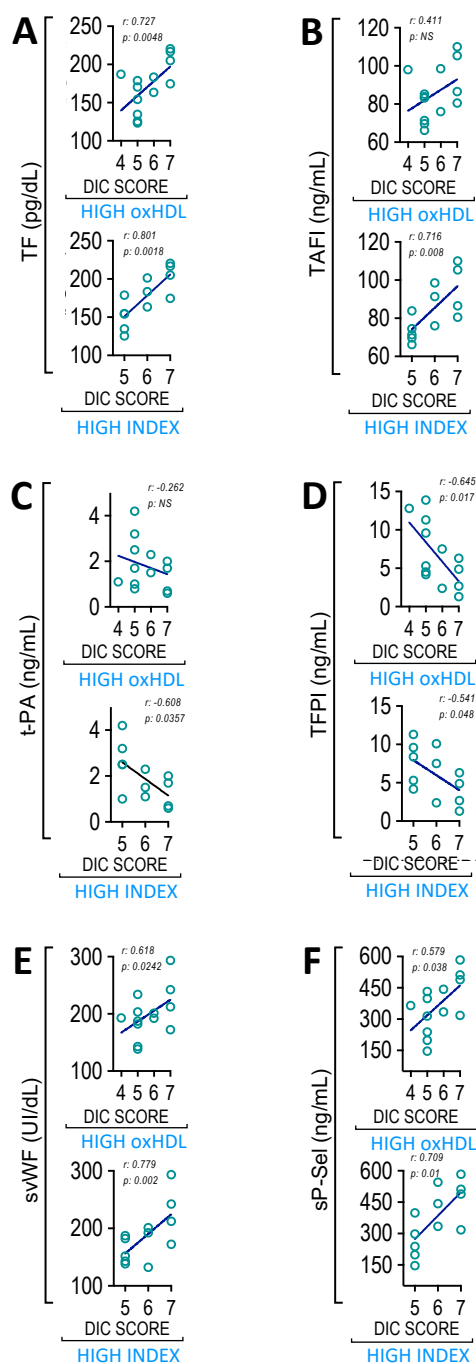 A
TF (pg/dL)
r: 0.727
p: 0.0048
250
200
150
100
4 5 6 7
DIC SCORE
HIGH oxHDL
r: 0.801
p: 0.0018
250
200
150
100
5 6 7
DIC SCORE
HIGH INDEX
B
TAFI (ng/mL)
r: 0.411
p: NS
120
100
80
60
4 5 6 7
DIC SCORE
HIGH oxHDL
r: 0.716
p: 0.008
120
100
80
60
5 6 7
DIC SCORE
HIGH INDEX
C
t-PA (ng/mL)
r: -0.262
p: NS
4
2
0
4 5 6 7
DIC SCORE
HIGH oxHDL
r: -0.608
p: 0.0357
4
2
0
5 6 7
DIC SCORE
HIGH INDEX
D
TFPI (ng/mL)
r: -0.645
p: 0.017
15
10
5
0
4 5 6 7
DIC SCORE
HIGH oxHDL
r: -0.541
p: 0.048
15
10
5
0
5 6 7
DIC SCORE
HIGH INDEX
E
svWF (UI/dL)
r: 0.618
p: 0.0242
300
200
100
4 5 6 7
DIC SCORE
HIGH oxHDL
r: 0.779
p: 0.002
300
200
100
5 6 7
DIC SCORE
HIGH INDEX
F
sP-Sel (ng/mL)
r: 0.579
p: 0.038
600
450
300
150
4 5 6 7
DIC SCORE
HIGH oxHDL
r: 0.709
p: 0.01
600
450
300
150
5 6 7
DIC SCORE
HIGH INDEX